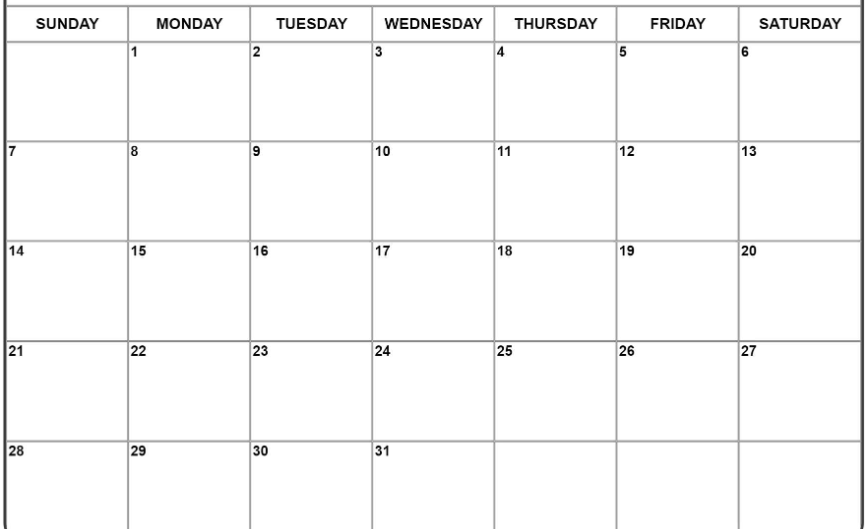 SUNDAY MONDAY TUESDAY WEDNESDAY THURSDAY FRIDAY SATURDAY
1 2 3 4 5 6
7 8 9 10 11 12 13
14 15 16 17 18 19 20
21 22 23 24 25 26 27
28 29 30 31